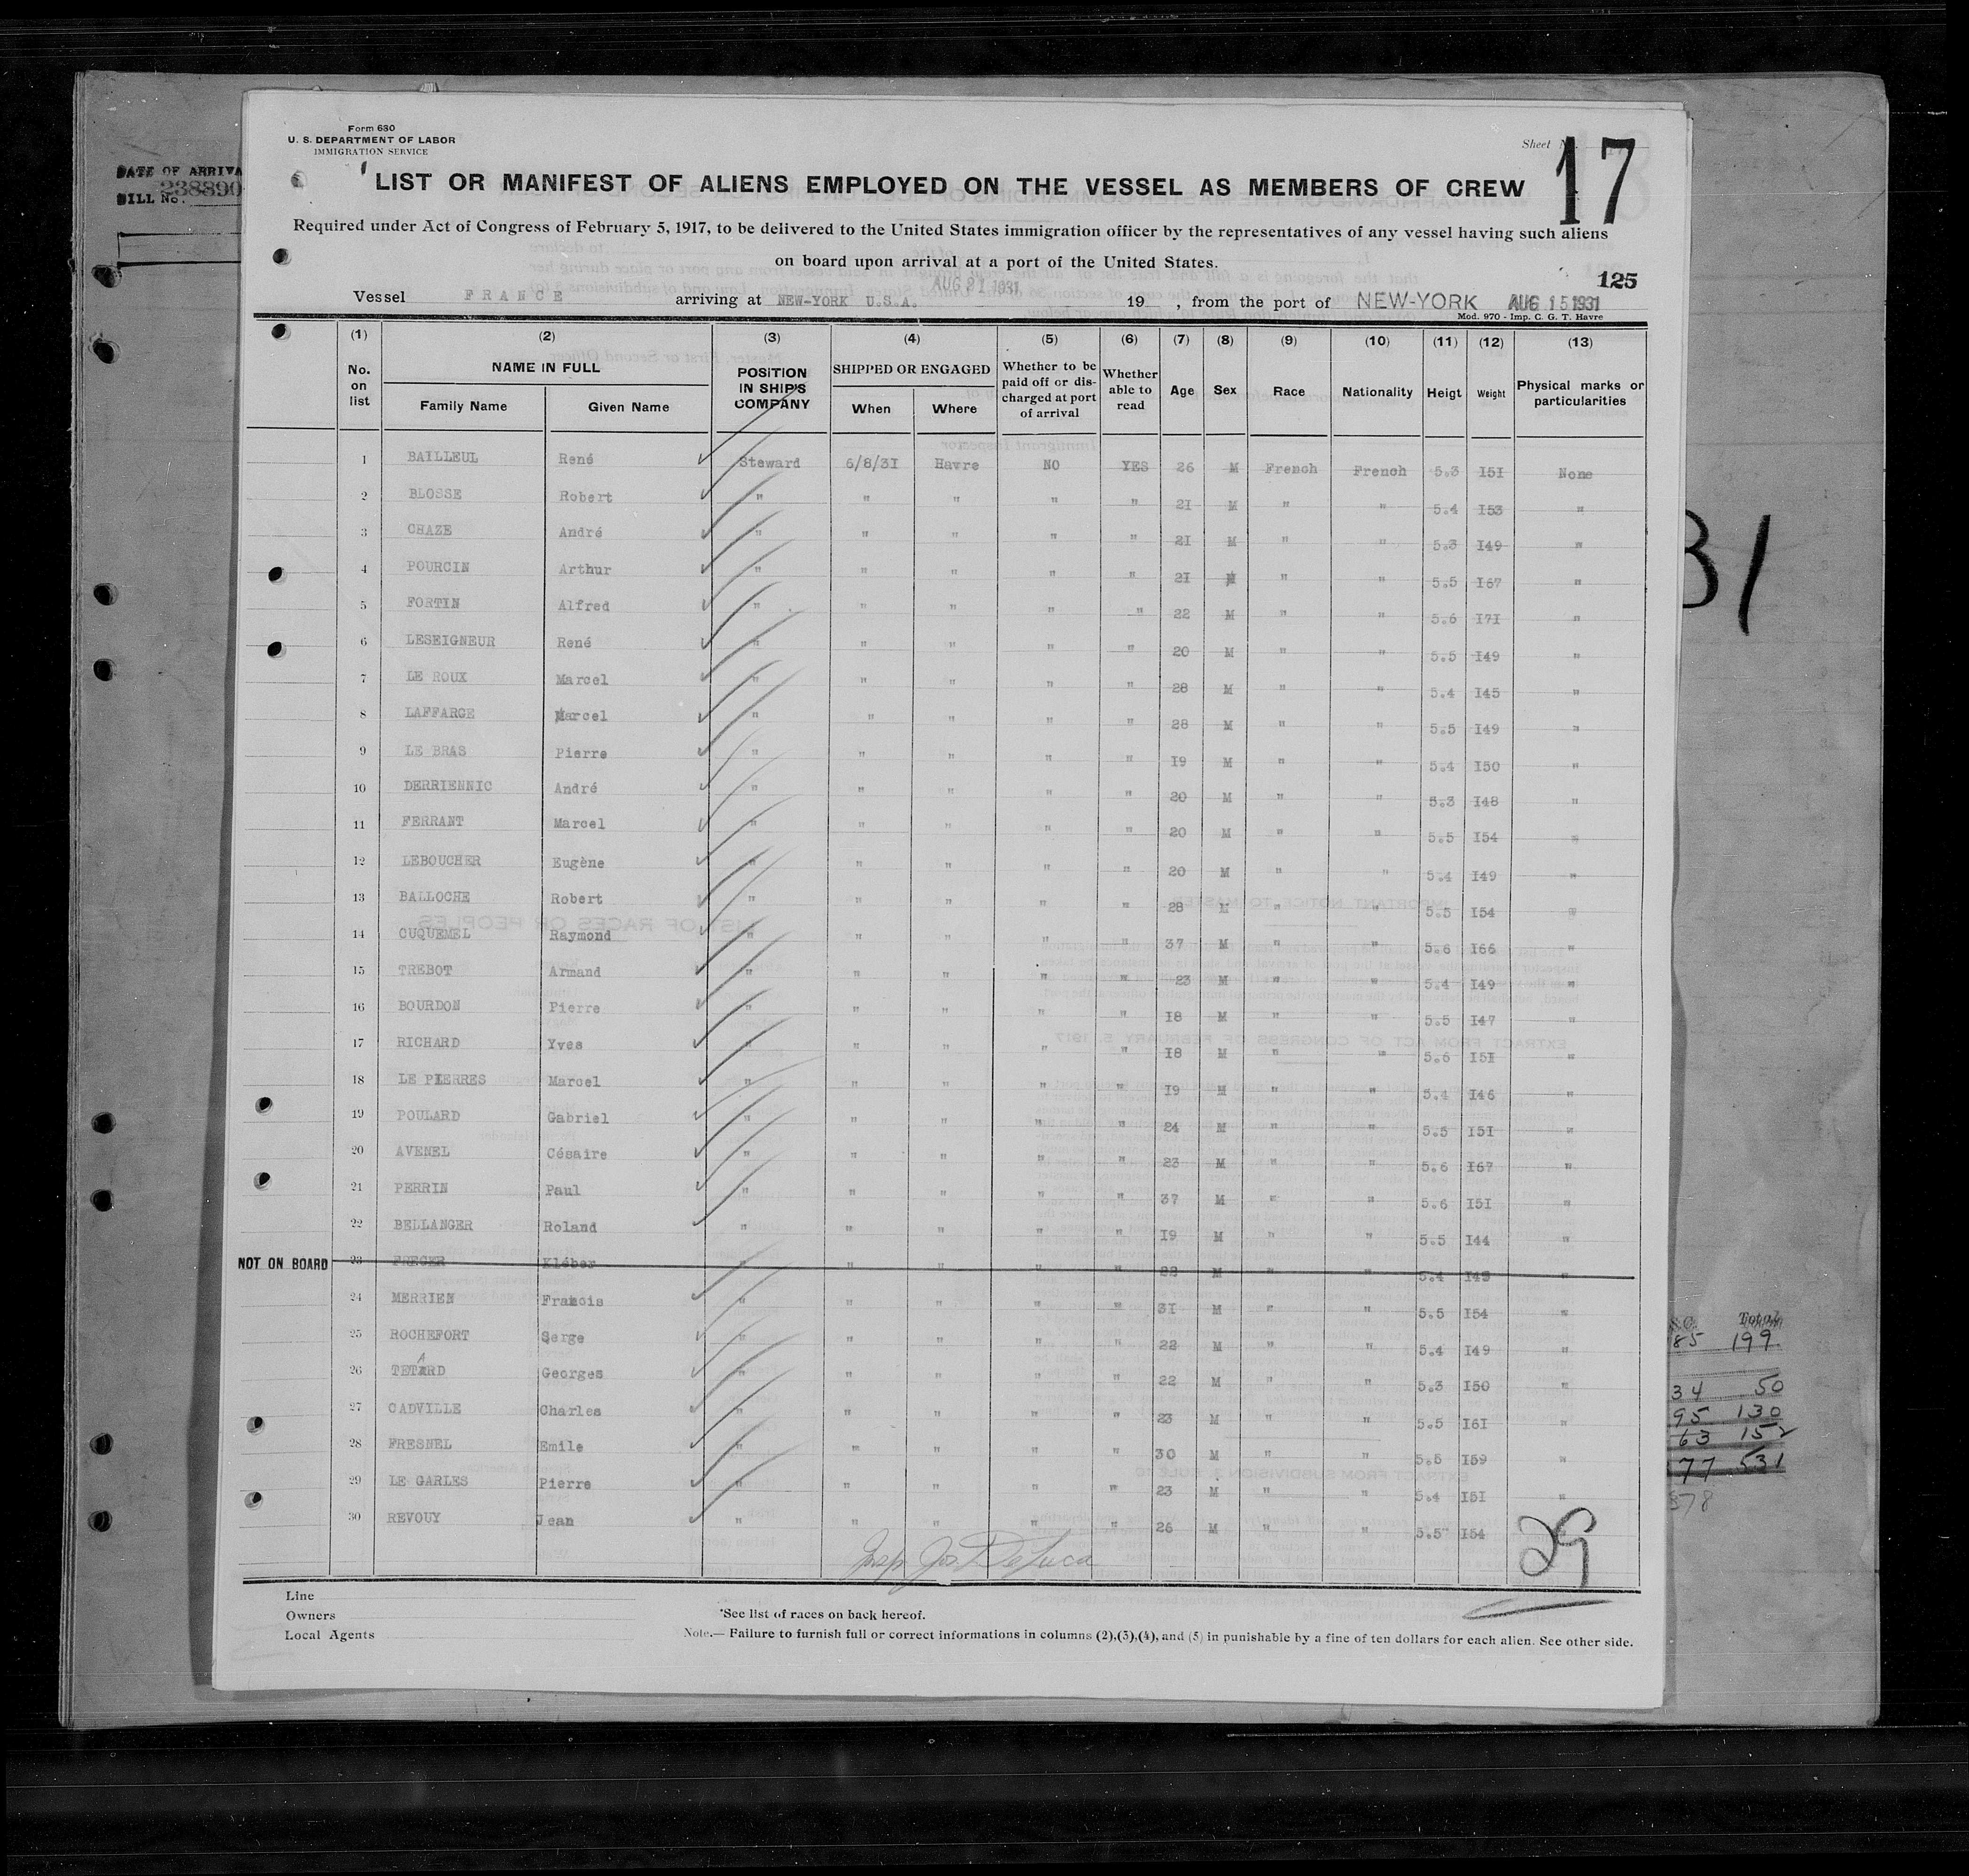 Form 630
U. S. DEPARTMENT OF LABOR
IMMIGRATION SERVICE
Sheet
17
DATE OF ARRIVA
238390
BILL No.
LIST OR MANIFEST OF ALIENS EMPLOYED ON THE VESSEL AS MEMBERS OF CREW
Required under Act of Congress of February 5, 1917, to be delivered to the United States immigration officer by the representatives of any vessel having such aliens
on board upon arrival at a port of the United States.
125
Vessel FRANCE arriving at NEW-YORK U.S.A. AUG 21 1931 19 , from the port of NEW-YORK AUG 15 1931
Mod. 970 - Imp. C. G. T. Havre
(1) (2) (3) (4) (5) (6) (7) (8) (9) (10) (11) (12) (13)
No. on list NAME IN FULL Family Name Given Name POSITION IN SHIP'S COMPANY SHIPPED OR ENGAGED When Where Whether to be paid off or discharged at port of arrival Whether able to read Age Sex Race Nationality Heigt Weight Physical marks or particularities
1 BAILLEUL René Steward 6/8/31 Havre NO YES 26 M French French 5.3 151 None
2 BLOSSE Robert " " " " " 21 M " " 5.4 153 "
3 CHAZE André " " " " " 21 M " " 5.3 149 "
4 POURCIN Arthur " " " " " 21 M " " 5.5 167 "
5 FORTIN Alfred " " " " " 22 M " " 5.6 171 "
6 LESEIGNEUR René " " " " " 20 M " " 5.5 149 "
7 LE ROUX Marcel " " " " " 28 M " " 5.4 145 "
8 LAFFARGE Marcel " " " " " 28 M " " 5.5 149 "
9 LE BRAS Pierre " " " " " 19 M " " 5.4 150 "
10 DERRIENNIC André " " " " " 20 M " " 5.3 148 "
11 FERRANT Marcel " " " " " 20 M " " 5.5 154 "
12 LEBOUCHER Eugène " " " " " 20 M " " 5.4 149 "
13 BALLOCHE Robert " " " " " 28 M " " 5.5 154 "
14 CUQUEMEL Raymond " " " " " 37 M " " 5.6 166 "
15 TREBOT Armand " " " " " 23 M " " 5.4 149 "
16 BOURDON Pierre " " " " " 18 M " " 5.5 147 "
17 RICHARD Yves " " " " " 18 M " " 5.6 151 "
18 LE PIERRES Marcel " " " " " 19 M " " 5.4 146 "
19 POULARD Gabriel " " " " " 24 M " " 5.5 151 "
20 AVENEL Césaire " " " " " 23 M " " 5.6 167 "
21 PERRIN Paul " " " " " 37 M " " 5.6 151 "
22 BELLANGER Roland " " " " " 19 M " " 5.5 144 "
NOT ON BOARD 23 FREGER Kléber " " " " " 22 M " " 5.4 149 "
24 MERRIEN Franois " " " " " 31 M " " 5.5 154 "
25 ROCHEFORT Serge " " " " " 22 M " " 5.4 149 "
26 TETARD Georges " " " " " 22 M " " 5.3 150 "
27 CADVILLE Charles " " " " " 23 M " " 5.5 161 "
28 FRESNEL Emile " " " " " 30 M " " 5.5 159 "
29 LE GARLES Pierre " " " " " 23 M " " 5.4 151 "
30 REVOUY Jean " " " " " 26 M " " 5.5 154
29
Insp Jos. DeLuca
Line
Owners
Local Agents
*See list of races on back hereof.
Note.— Failure to furnish full or correct informations in columns (2),(3),(4), and (5) in punishable by a fine of ten dollars for each alien. See other side.
31
Total
85 199
34 50
95 130
63 152
77 531
378